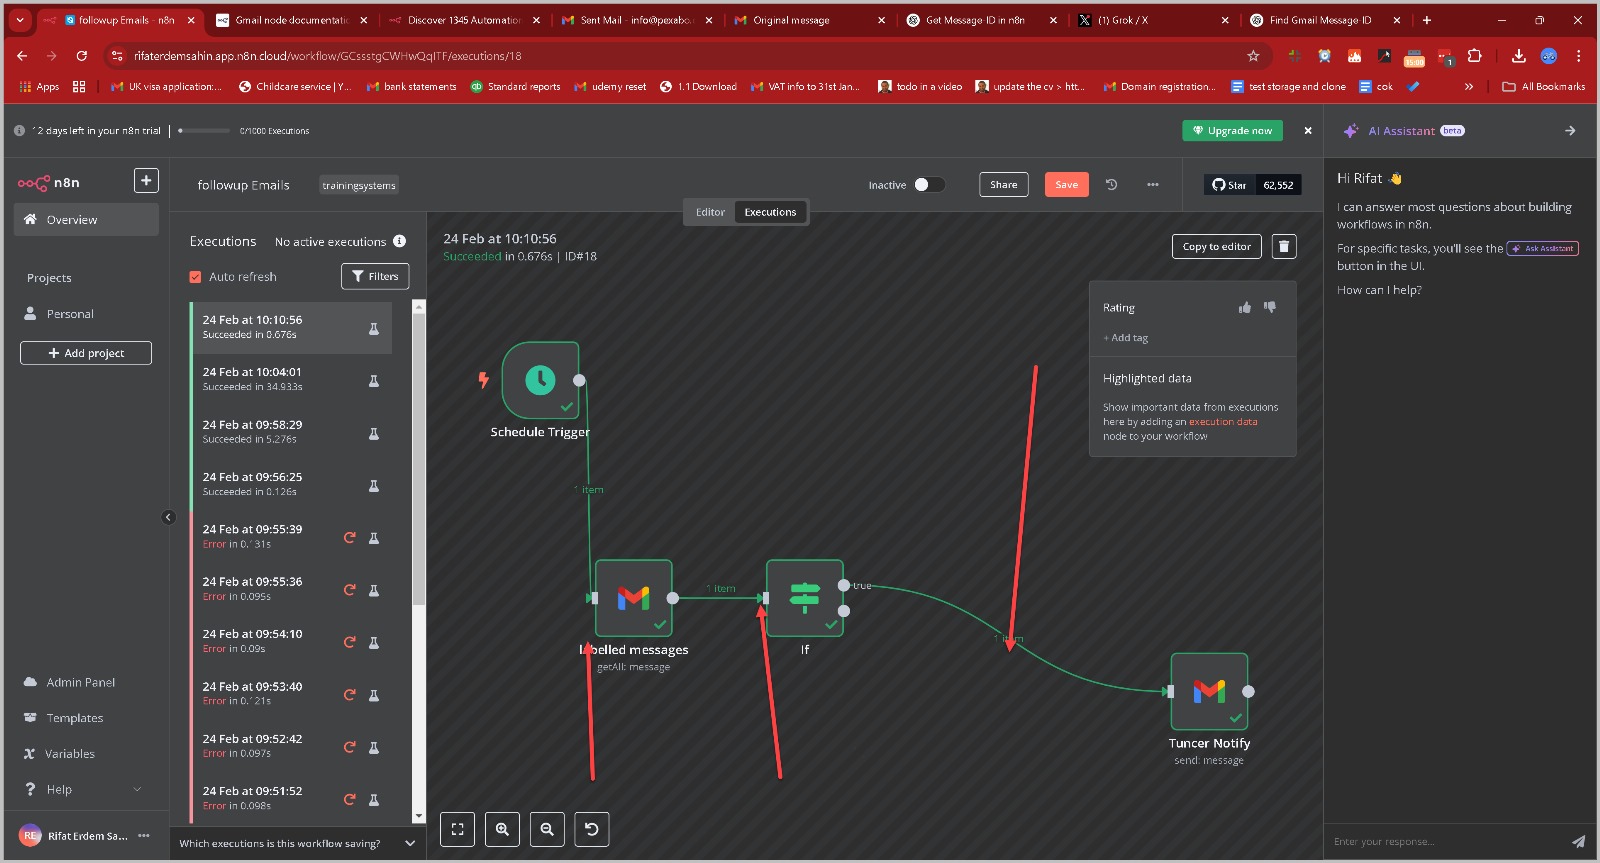 followup Emails - n8n
Gmail node documentatio
Discover 1345 Automation
Sent Mail - info@pexabo.
Original message
Get Message-ID in n8n
(1) Grok / X
Find Gmail Message-ID
rifaterdemsahin.app.n8n.cloud/workflow/GCssstgCWHwQqITF/executions/18
15:00
1
Apps
UK visa application:...
Childcare service | Y...
bank statements
Standard reports
udemy reset
1.1 Download
VAT info to 31st Jan...
todo in a video
update the cv > htt...
Domain registration...
test storage and clone
cok
All Bookmarks
12 days left in your n8n trial
0/1000 Executions
Upgrade now
AI Assistant beta
n8n
followup Emails
trainingsystems
Inactive
Share
Save
Star 62,552
Editor
Executions
Overview
Projects
Personal
Add project
Admin Panel
Templates
Variables
Help
RE
Rifat Erdem Sa...
Executions
No active executions
Auto refresh
Filters
24 Feb at 10:10:56
Succeeded in 0.676s
24 Feb at 10:04:01
Succeeded in 34.933s
24 Feb at 09:58:29
Succeeded in 5.276s
24 Feb at 09:56:25
Succeeded in 0.126s
24 Feb at 09:55:39
Error in 0.131s
24 Feb at 09:55:36
Error in 0.095s
24 Feb at 09:54:10
Error in 0.09s
24 Feb at 09:53:40
Error in 0.121s
24 Feb at 09:52:42
Error in 0.097s
24 Feb at 09:51:52
Error in 0.098s
Which executions is this workflow saving?
24 Feb at 10:10:56
Succeeded in 0.676s | ID#18
Copy to editor
Rating
+ Add tag
Highlighted data
Show important data from executions
here by adding an execution data
node to your workflow
Schedule Trigger
1 item
1 item
true
1 item
Labelled messages
getAll: message
If
Tuncer Notify
send: message
Hi Rifat 👋
I can answer most questions about building
workflows in n8n.
For specific tasks, you'll see the Ask Assistant
button in the UI.
How can I help?
Enter your response...